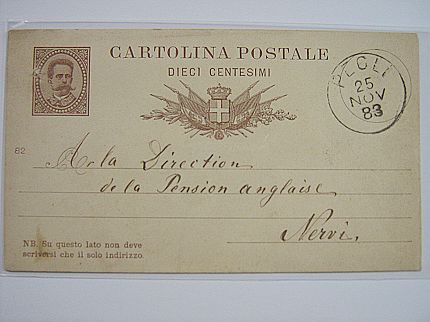 CARTOLINA POSTALE
DIECI CENTESIMI
PEGLI
25
NOV
83
82
A la Direction
de la Pension anglaise
Nervi.
NB. Su questo lato non deve
scriversi che il solo indirizzo.